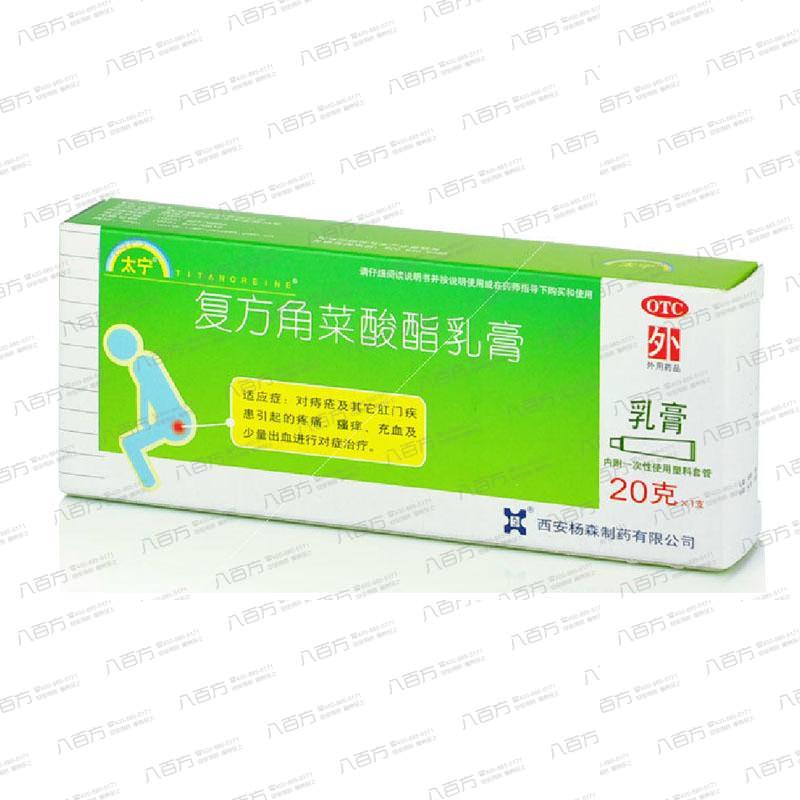 太宁®
TITANOREINE®
请仔细阅读说明书并按说明使用或在药师指导下购买和使用
复方角菜酸酯乳膏
适应症：对痔疮及其它肛门疾
患引起的疼痛、瘙痒、充血及
少量出血进行对症治疗。
OTC
外
外用药品
乳膏
内附一次性使用塑料套管
20克×1支
西安杨森制药有限公司
八百方